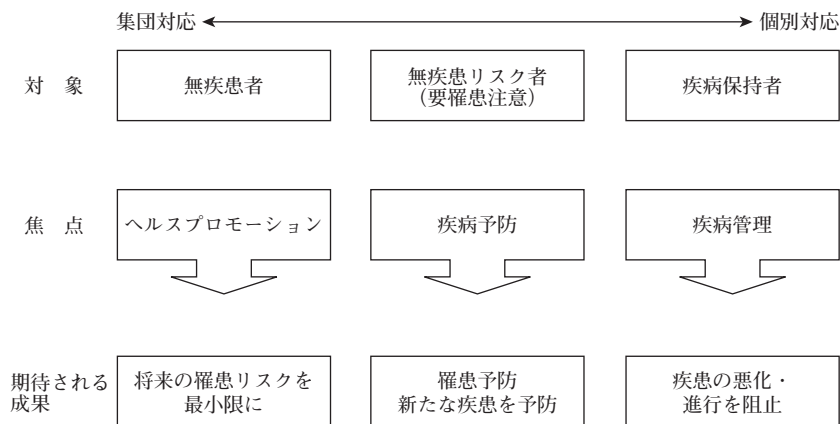 集団対応 個別対応
対　象 無疾患者 無疾患リスク者 疾病保持者
(要罹患注意)
焦　点 ヘルスプロモーション 疾病予防 疾病管理
期待される 将来の罹患リスクを 罹患予防 疾患の悪化・
成果 最小限に 新たな疾患を予防 進行を阻止